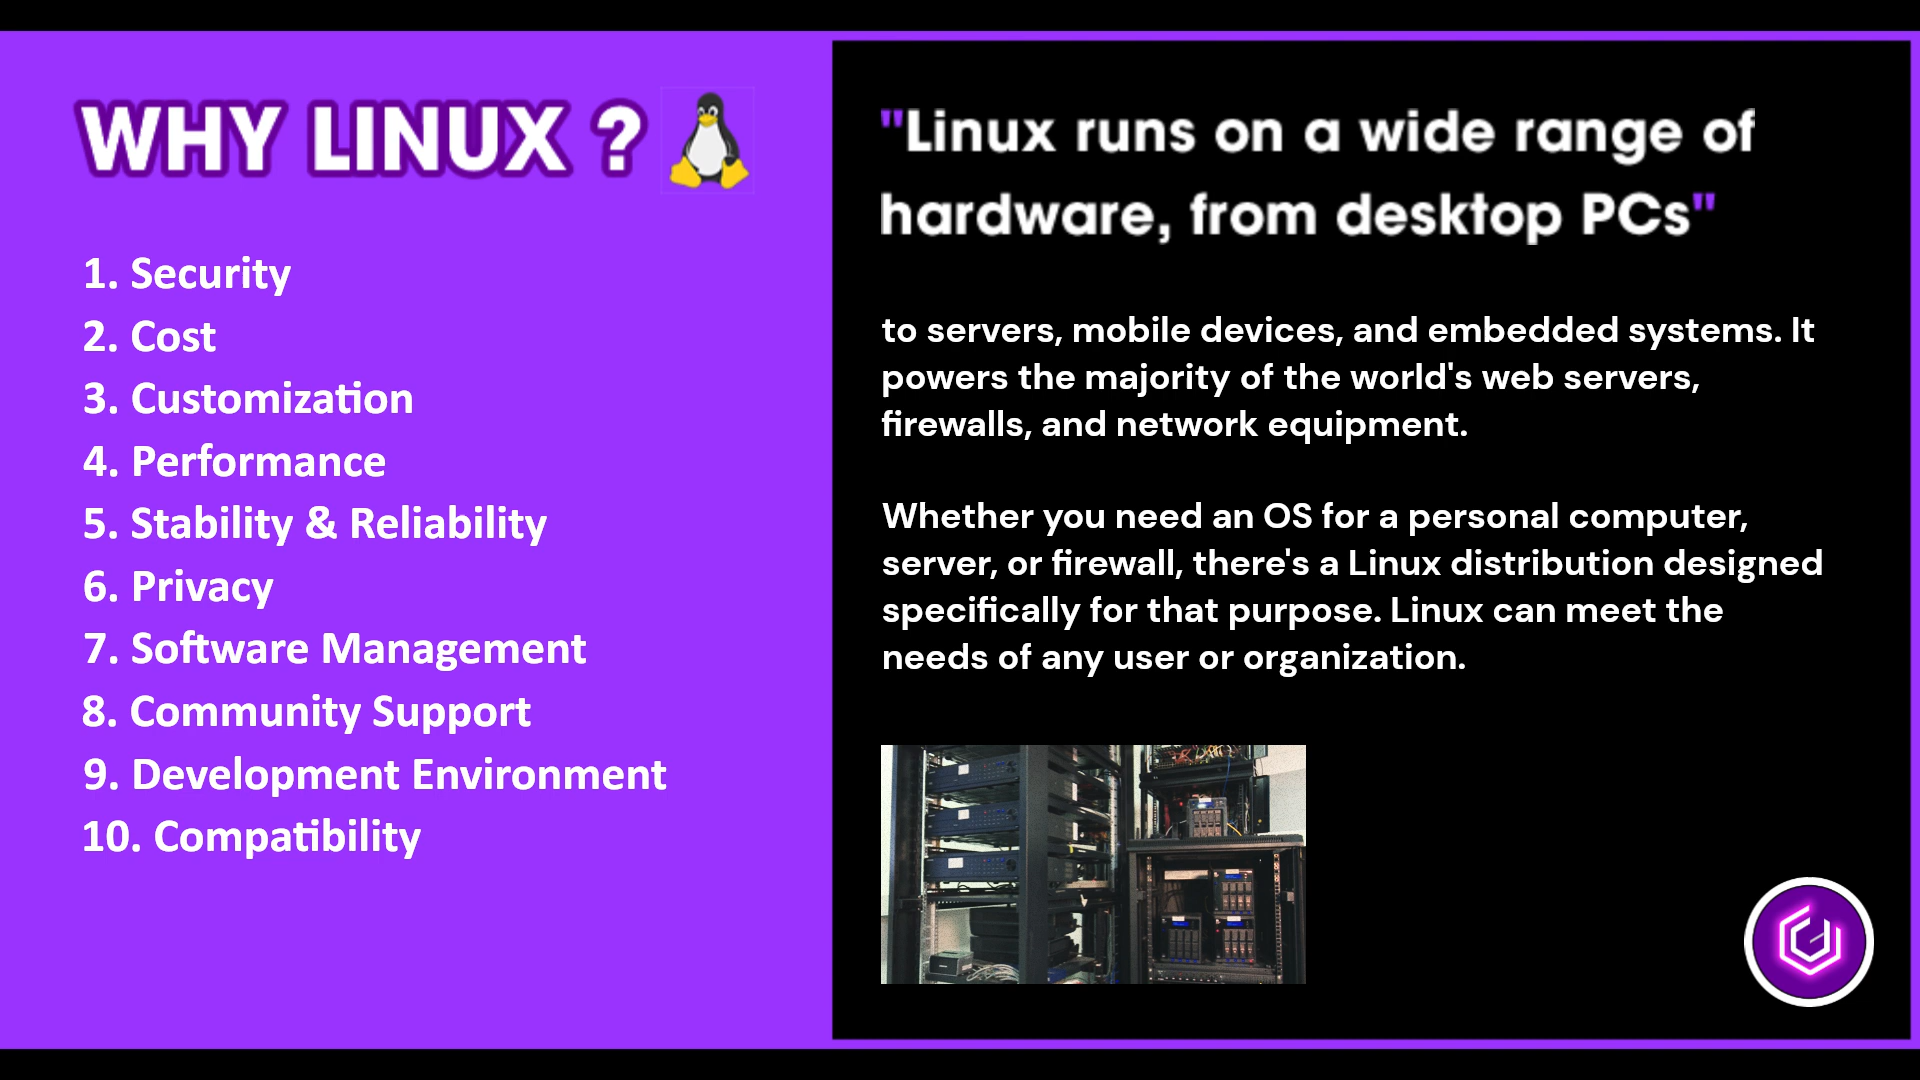 WHY LINUX ?
1. Security
2. Cost
3. Customization
4. Performance
5. Stability & Reliability
6. Privacy
7. Software Management
8. Community Support
9. Development Environment
10. Compatibility
"Linux runs on a wide range of
hardware, from desktop PCs"
to servers, mobile devices, and embedded systems. It
powers the majority of the world's web servers,
firewalls, and network equipment.
Whether you need an OS for a personal computer,
server, or firewall, there's a Linux distribution designed
specifically for that purpose. Linux can meet the
needs of any user or organization.